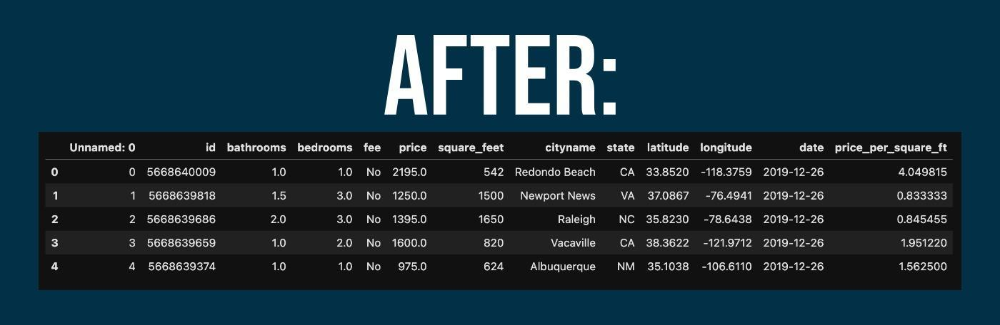 AFTER:
Unnamed: 0 id bathrooms bedrooms fee price square_feet cityname state latitude longitude date price_per_square_ft
0 0 5668640009 1.0 1.0 No 2195.0 542 Redondo Beach CA 33.8520 -118.3759 2019-12-26 4.049815
1 1 5668639818 1.5 3.0 No 1250.0 1500 Newport News VA 37.0867 -76.4941 2019-12-26 0.833333
2 2 5668639686 2.0 3.0 No 1395.0 1650 Raleigh NC 35.8230 -78.6438 2019-12-26 0.845455
3 3 5668639659 1.0 2.0 No 1600.0 820 Vacaville CA 38.3622 -121.9712 2019-12-26 1.951220
4 4 5668639374 1.0 1.0 No 975.0 624 Albuquerque NM 35.1038 -106.6110 2019-12-26 1.562500